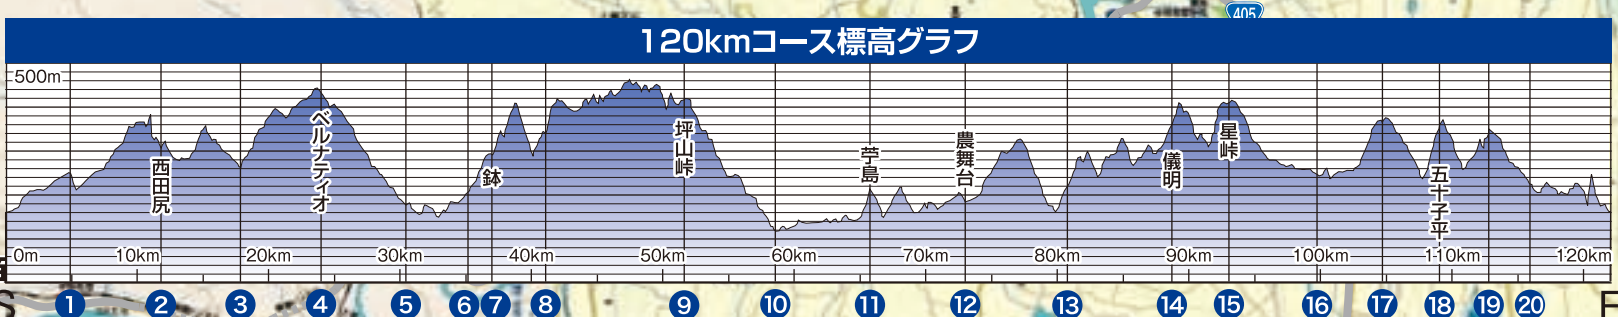 405
120kmコース標高グラフ
500m
西田尻
ベルナティオ
鉢
坪山峠
苧島
農舞台
儀明
星峠
五十子平
0m 10km 20km 30km 40km 50km 60km 70km 80km 90km 100km 110km 120km
S 1 2 3 4 5 6 7 8 9 10 11 12 13 14 15 16 17 18 19 20 F